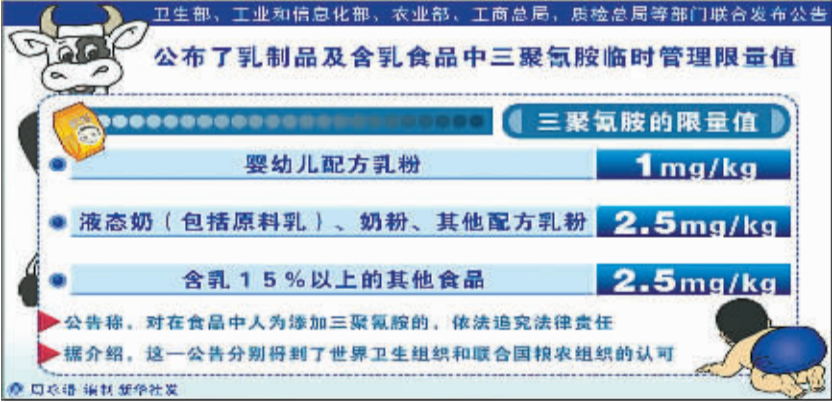 卫生部、工业和信息化部、农业部、工商总局，质检总局等部门联合发布公告
公布了乳制品及含乳食品中三聚氰胺临时管理限量值
三聚氰胺的限量值
婴幼儿配方乳粉 1mg/kg
液态奶（包括原料乳）、奶粉、其他配方乳粉 2.5mg/kg
含乳15%以上的其他食品 2.5mg/kg
公告称，对在食品中人为添加三聚氰胺的，依法追究法律责任
据介绍，这一公告分别得到了世界卫生组织和联合国粮农组织的认可
编制 新华社发